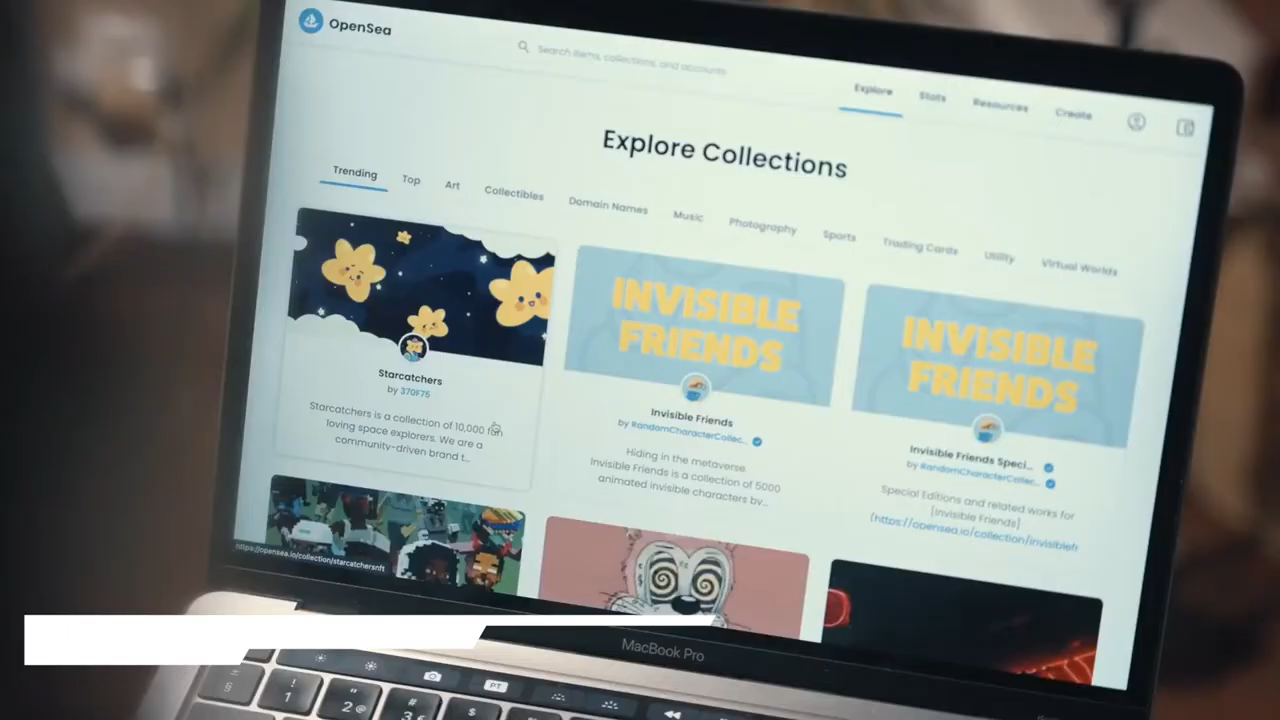 OpenSea
Search items, collections, and accounts
Explore Stats Resources Create
Explore Collections
Trending Top Art Collectibles Domain Names Music Photography Sports Trading Cards Utility Virtual Worlds
Starcatchers
by 370F75
Starcatchers is a collection of 10,000 fun
loving space explorers. We are a
community-driven brand t...
INVISIBLE
FRIENDS
Invisible Friends
by RandomCharacterCollec...
Hiding in the metaverse.
Invisible Friends is a collection of 5000
animated invisible characters by...
INVISIBLE
FRIENDS
Invisible Friends Speci...
by RandomCharacterCollec...
Special Editions and related works for
[Invisible Friends]
(https://opensea.io/collection/invisiblefr
https://opensea.io/collection/starcatchersnft
MacBook Pro
PT
§ ! 1 " 2 @ # 3 £ $